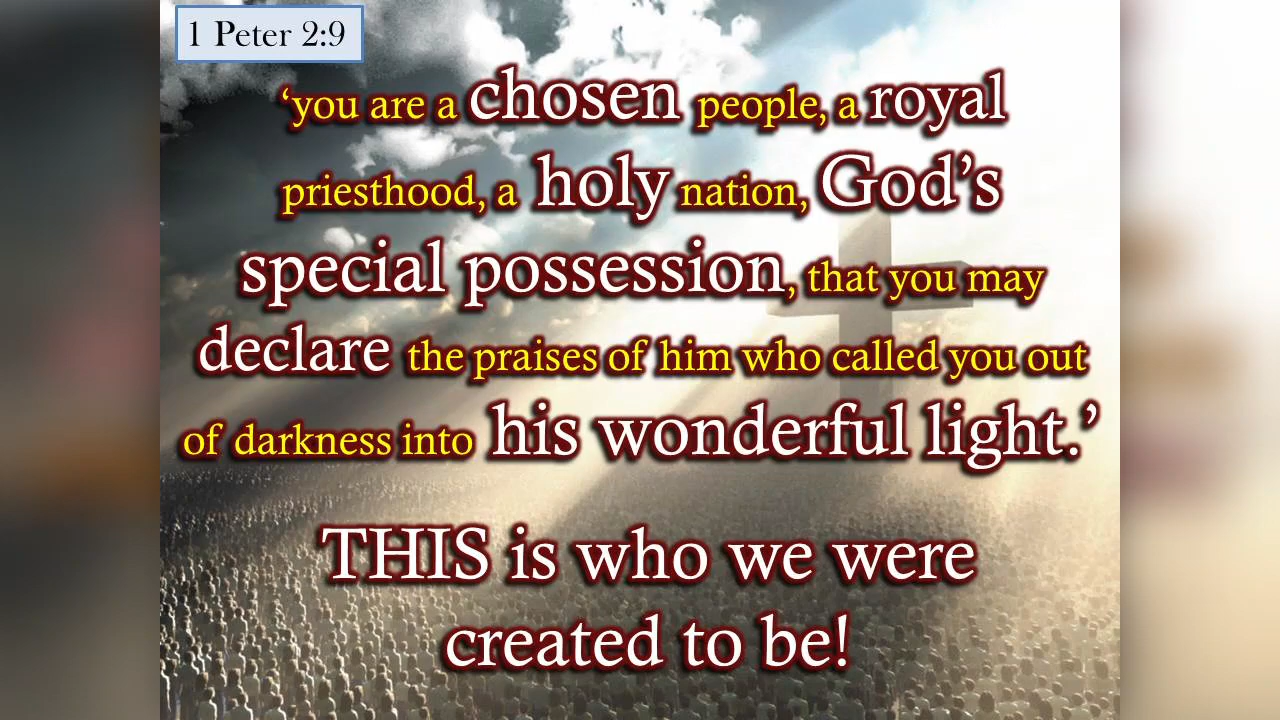 1 Peter 2:9
‘you are a chosen people, a royal
priesthood, a holy nation, God’s
special possession, that you may
declare the praises of him who called you out
of darkness into his wonderful light.’
THIS is who we were
created to be!